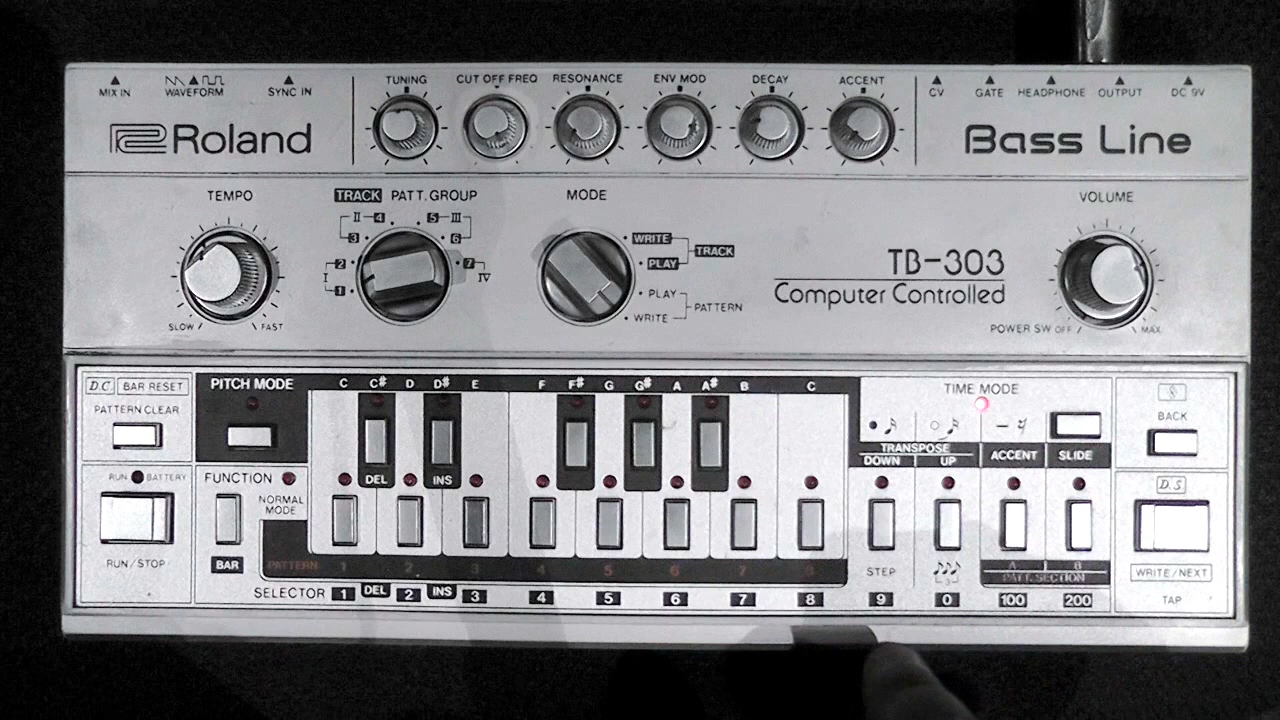 TUNING CUT OFF FREQ RESONANCE ENV MOD DECAY ACCENT
MIX IN WAVEFORM SYNC IN
CV GATE HEADPHONE OUTPUT DC 9V
Roland
Bass Line
TEMPO
TRACK PATT. GROUP
MODE
VOLUME
II 4 5 III
3 6
I 2 7 IV
1
WRITE
PLAY
TRACK
PLAY
WRITE
PATTERN
TB-303
Computer Controlled
SLOW FAST
POWER SW OFF MAX.
D.C. BAR RESET
PATTERN CLEAR
RUN BATTERY
RUN/STOP
PITCH MODE
C C# D D# E F F# G G# A A# B C
DEL INS
FUNCTION
NORMAL
MODE
BAR
PATTERN 1 2 3 4 5 6 7 8
SELECTOR 1 DEL 2 INS 3 4 5 6 7 8 9 0 100 200
TIME MODE
TRANSPOSE
DOWN UP
ACCENT SLIDE
STEP
3
A B
PATT. SECTION
BACK
D.S
WRITE/NEXT
TAP